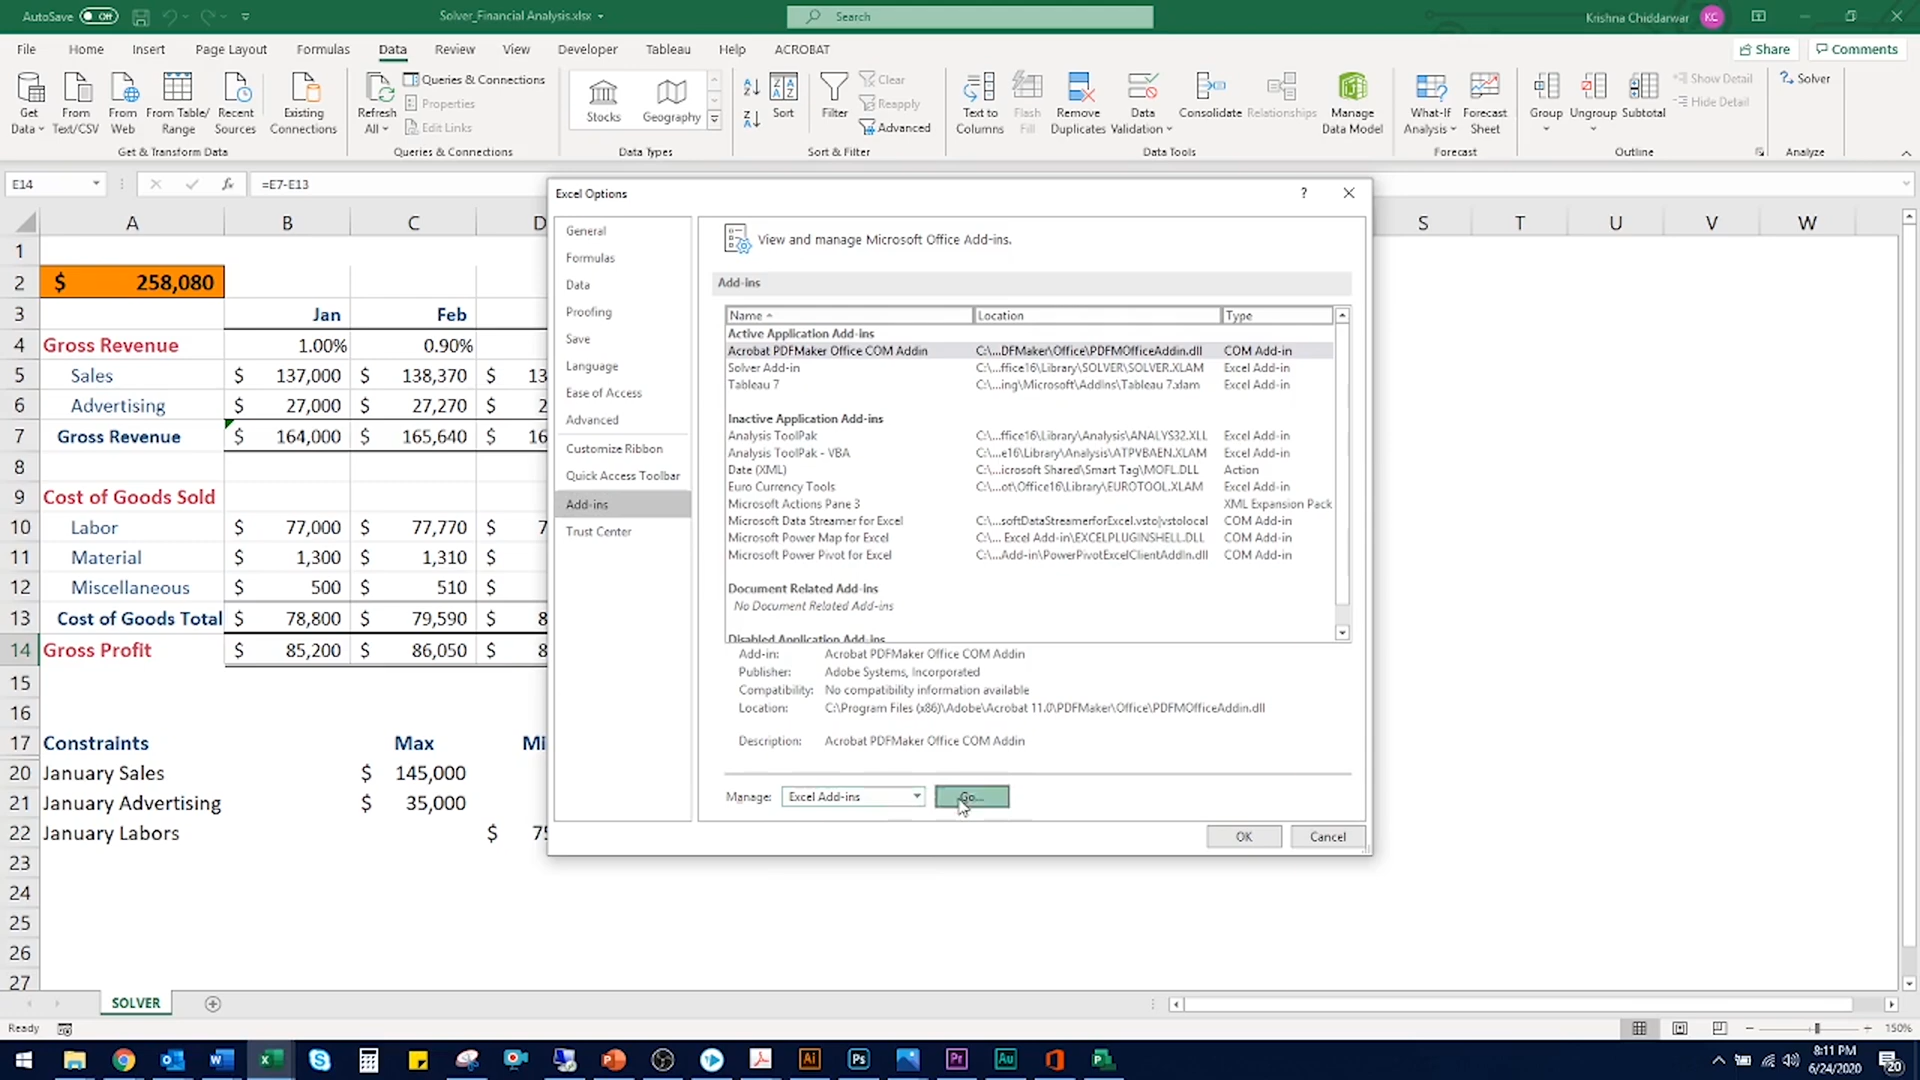 AutoSave Off Solver_Financial Analysis.xlsx Search Krishna Chiddarwar KC
File Home Insert Page Layout Formulas Data Review View Developer Tableau Help ACROBAT Share Comments
Get Data From Text/CSV From Web From Table/ Range Recent Sources Existing Connections
Get & Transform Data
Refresh All Queries & Connections Properties Edit Links
Queries & Connections
Stocks Geography
Data Types
Sort Filter Clear Reapply Advanced
Sort & Filter
Text to Columns Flash Fill Remove Duplicates Data Validation Consolidate Relationships Manage Data Model
Data Tools
What-If Analysis Forecast Sheet
Forecast
Group Ungroup Subtotal Show Detail Hide Detail
Outline
Solver
Analyze
E14 fx =E7-E13
A B C D S T U V W
1
2 $ 258,080
3 Jan Feb
4 Gross Revenue 1.00% 0.90%
5 Sales $ 137,000 $ 138,370 $ 13
6 Advertising $ 27,000 $ 27,270 $ 2
7 Gross Revenue $ 164,000 $ 165,640 $ 16
8
9 Cost of Goods Sold
10 Labor $ 77,000 $ 77,770 $ 7
11 Material $ 1,300 $ 1,310 $
12 Miscellaneous $ 500 $ 510 $
13 Cost of Goods Total $ 78,800 $ 79,590 $ 8
14 Gross Profit $ 85,200 $ 86,050 $ 8
15
16
17 Constraints Max Mi
20 January Sales $ 145,000
21 January Advertising $ 35,000
22 January Labors $ 75
23
24
25
26
27
Excel Options ?
General
Formulas
Data
Proofing
Save
Language
Ease of Access
Advanced
Customize Ribbon
Quick Access Toolbar
Add-ins
Trust Center
View and manage Microsoft Office Add-ins.
Add-ins
Name Location Type
Active Application Add-ins
Acrobat PDFMaker Office COM Addin C:\...DFMaker\Office\PDFMOfficeAddin.dll COM Add-in
Solver Add-in C:\...ffice16\Library\SOLVER\SOLVER.XLAM Excel Add-in
Tableau 7 C:\...ing\Microsoft\AddIns\Tableau 7.xlam Excel Add-in
Inactive Application Add-ins
Analysis ToolPak C:\...ffice16\Library\Analysis\ANALYS32.XLL Excel Add-in
Analysis ToolPak - VBA C:\...e16\Library\Analysis\ATPVBAEN.XLAM Excel Add-in
Date (XML) C:\...icrosoft Shared\Smart Tag\MOFL.DLL Action
Euro Currency Tools C:\...ot\Office16\Library\EUROTOOL.XLAM Excel Add-in
Microsoft Actions Pane 3 XML Expansion Pack
Microsoft Data Streamer for Excel C:\...softDataStreamerforExcel.vsto|vstolocal COM Add-in
Microsoft Power Map for Excel C:\... Excel Add-in\EXCELPLUGINSHELL.DLL COM Add-in
Microsoft Power Pivot for Excel C:\...Add-in\PowerPivotExcelClientAddIn.dll COM Add-in
Document Related Add-ins
No Document Related Add-ins
Disabled Application Add-ins
Add-in: Acrobat PDFMaker Office COM Addin
Publisher: Adobe Systems, Incorporated
Compatibility: No compatibility information available
Location: C:\Program Files (x86)\Adobe\Acrobat 11.0\PDFMaker\Office\PDFMOfficeAddin.dll
Description: Acrobat PDFMaker Office COM Addin
Manage: Excel Add-ins Go...
OK Cancel
SOLVER
Ready 150%
8:11 PM
6/24/2020
20